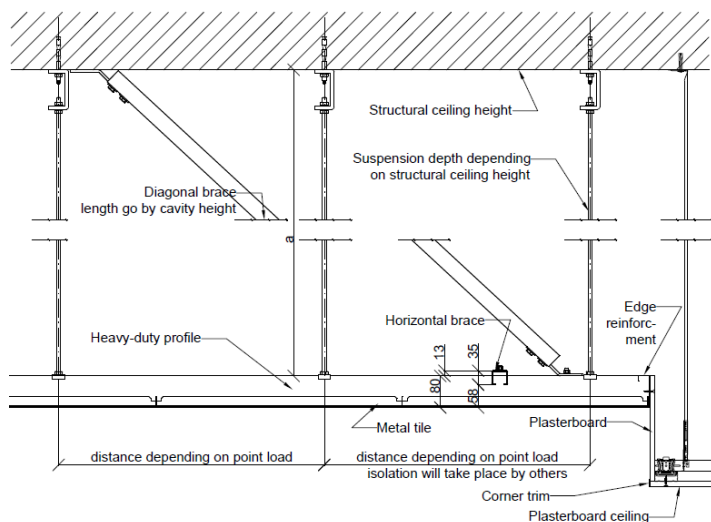 Structural ceiling height
Suspension depth depending
on structural ceiling height
Diagonal brace
length go by cavity height
a
Edge
reinforc-
ment
Horizontal brace
Heavy-duty profile
13
35
80
58
Metal tile
Plasterboard
distance depending on point load
distance depending on point load
isolation will take place by others
Corner trim
Plasterboard ceiling